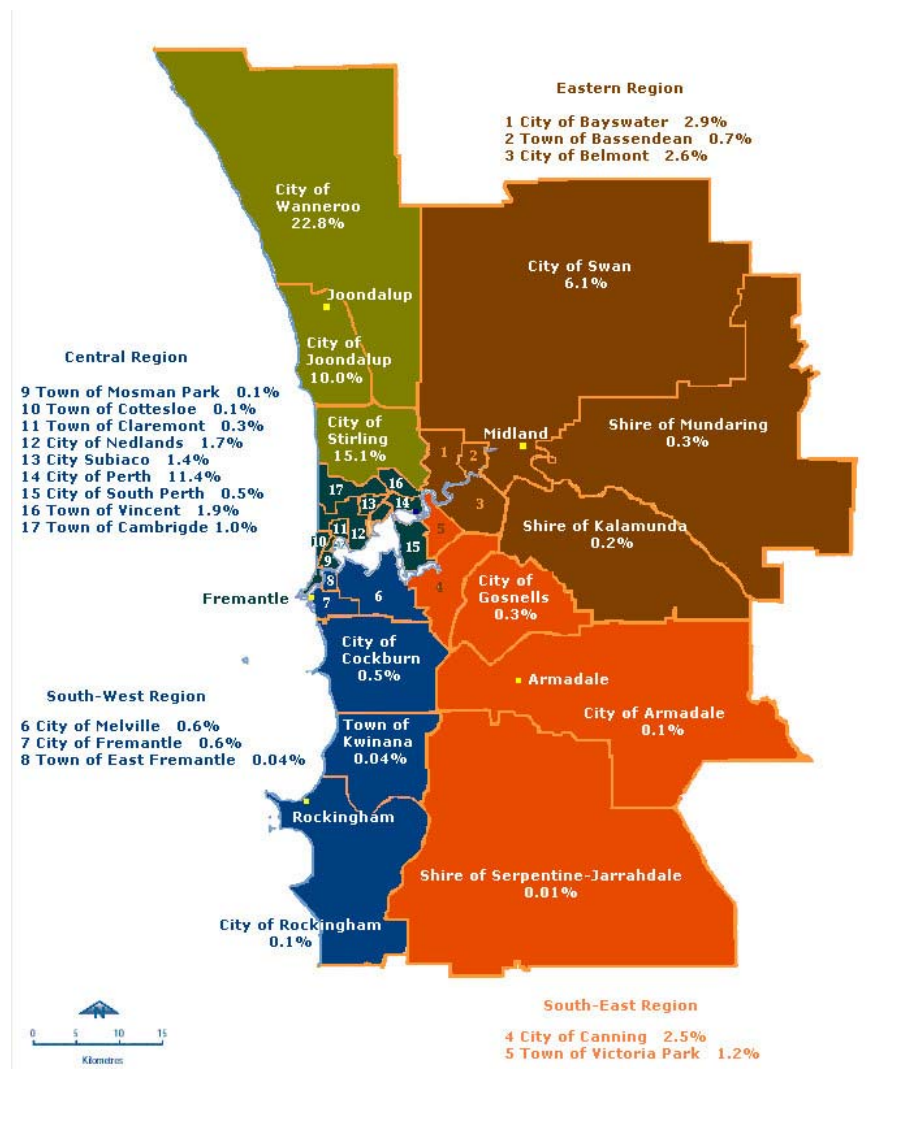 Eastern Region
1 City of Bayswater 2.9%
2 Town of Bassendean 0.7%
3 City of Belmont 2.6%
City of
Wanneroo
22.8%
City of Swan
6.1%
Joondalup
City of
Joondalup
10.0%
Central Region
9 Town of Mosman Park 0.1%
10 Town of Cottesloe 0.1%
11 Town of Claremont 0.3%
12 City of Nedlands 1.7%
13 City Subiaco 1.4%
14 City of Perth 11.4%
15 City of South Perth 0.5%
16 Town of Vincent 1.9%
17 Town of Cambrigde 1.0%
City of
Stirling
15.1%
Midland
Shire of Mundaring
0.3%
1
2
3
16
17
13
14
5
11
12
10
15
9
8
7
6
4
Shire of Kalamunda
0.2%
City of
Gosnells
0.3%
Fremantle
City of
Cockburn
0.5%
Armadale
City of Armadale
0.1%
South-West Region
6 City of Melville 0.6%
7 City of Fremantle 0.6%
8 Town of East Fremantle 0.04%
Town of
Kwinana
0.04%
Rockingham
Shire of Serpentine-Jarrahdale
0.01%
City of Rockingham
0.1%
South-East Region
4 City of Canning 2.5%
5 Town of Victoria Park 1.2%
N
0 5 10 15
Kilometres